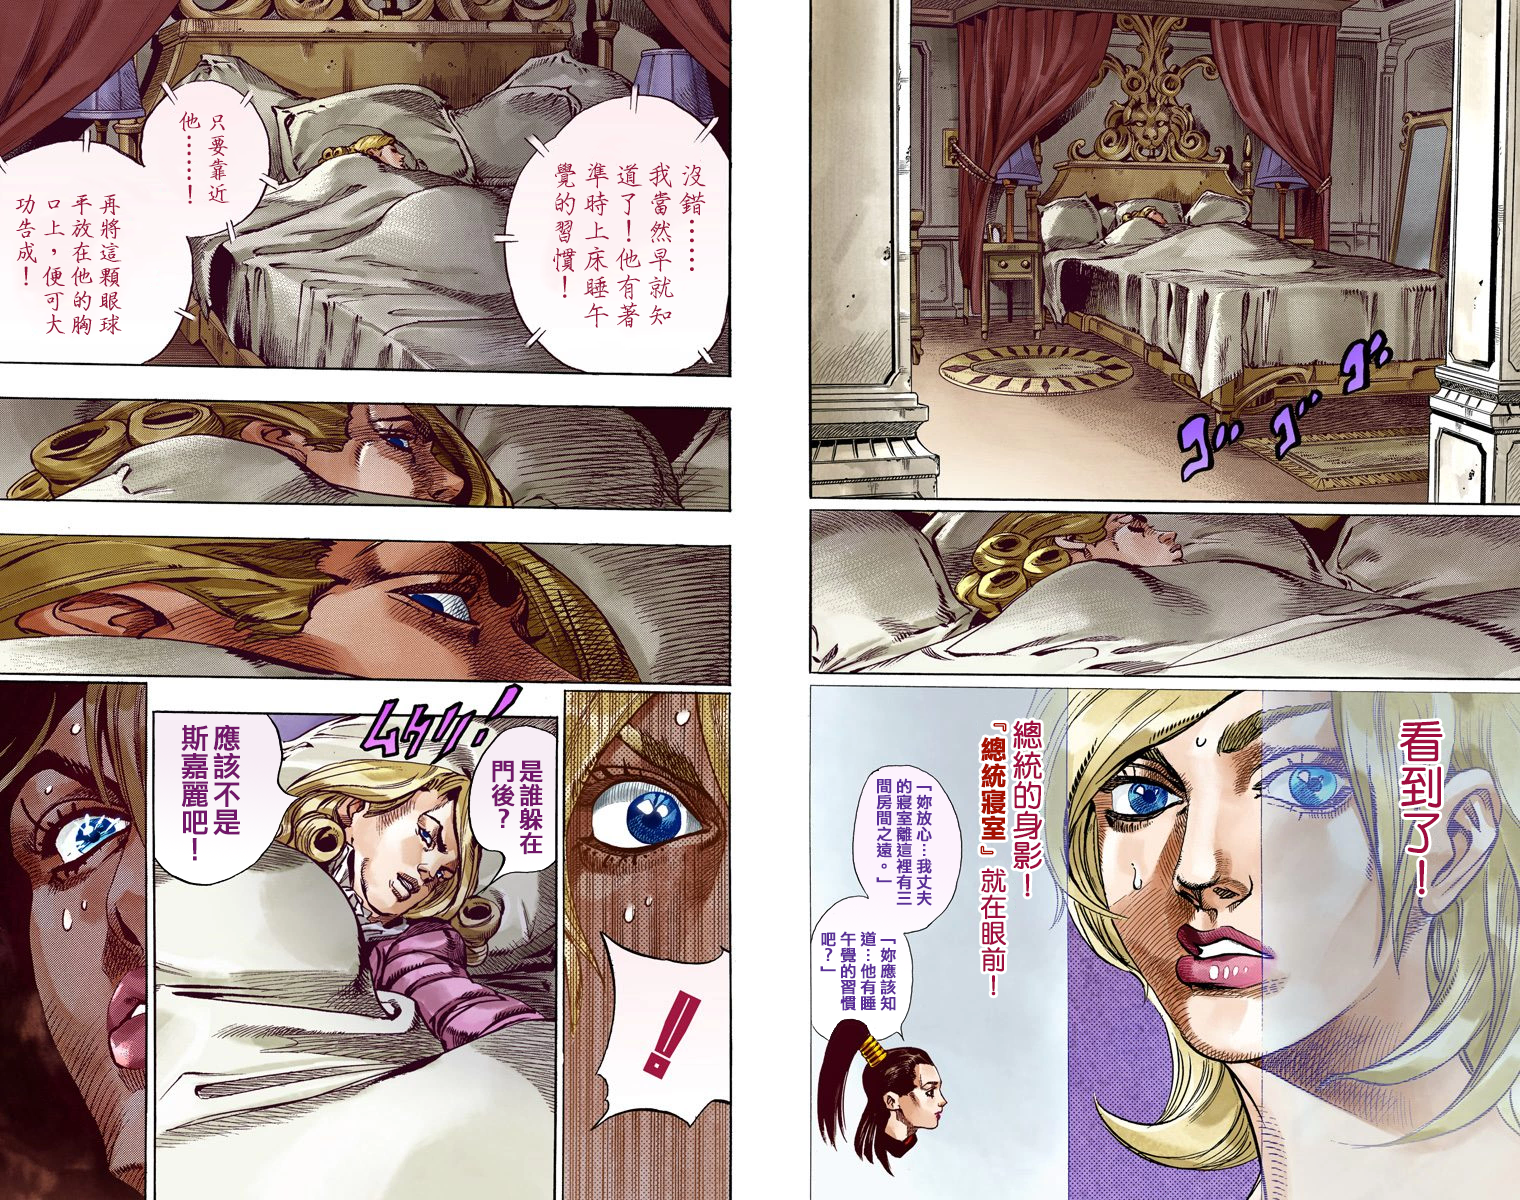 ゴゴゴ
看到了！
總統的身影！
『總統寢室』就在眼前！
「妳放心…我丈夫
的寢室離這裡有三
間房間之遠。」
「妳應該知
道…他有睡
午覺的習慣
吧？」
沒錯……
我當然早就知
道了！他有著
準時上床睡午
覺的習慣！
只要靠近
他……！
再將這顆眼球
平放在他的胸
口上，便可大
功告成！
!!
ムクリ！
是誰躲在
門後？
應該不是
斯嘉麗吧！